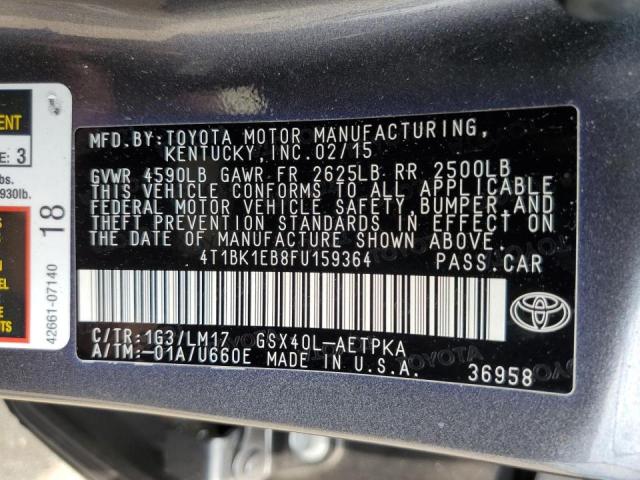 MFD.BY:TOYOTA MOTOR MANUFACTURING,
KENTUCKY,INC.02/15
GVWR 4590LB GAWR FR 2625LB RR 2500LB
THIS VEHICLE CONFORMS TO ALL APPLICABLE
FEDERAL MOTOR VEHICLE SAFETY,BUMPER,AND
THEFT PREVENTION STANDARDS IN EFFECT ON
THE DATE OF MANUFACTURE SHOWN ABOVE.
4T1BK1EB8FU159364 PASS.CAR
C/TR:1G3/LM17 GSX40L-AETPKA
A/TM:-01A/U660E MADE IN U.S.A.
36958
E: 3
lbs.
930lb.
18
42661-07140